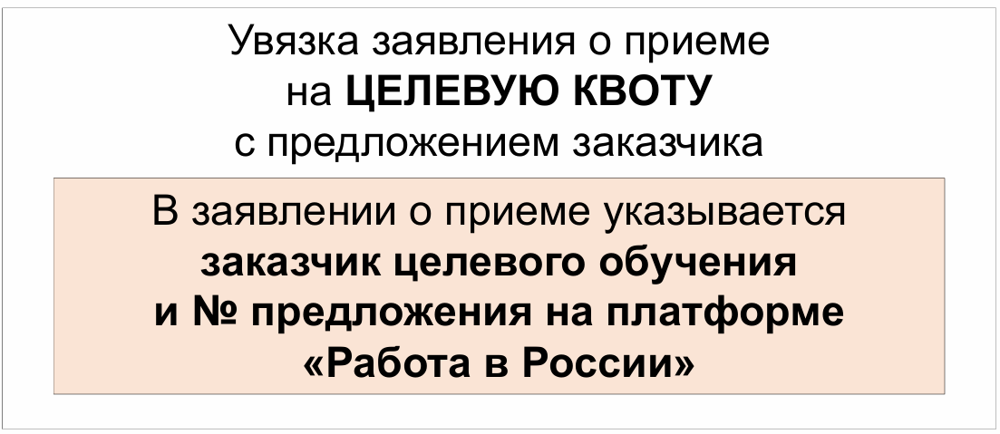 Увязка заявления о приеме
на ЦЕЛЕВУЮ КВОТУ
с предложением заказчика
В заявлении о приеме указывается
заказчик целевого обучения
и № предложения на платформе
«Работа в России»